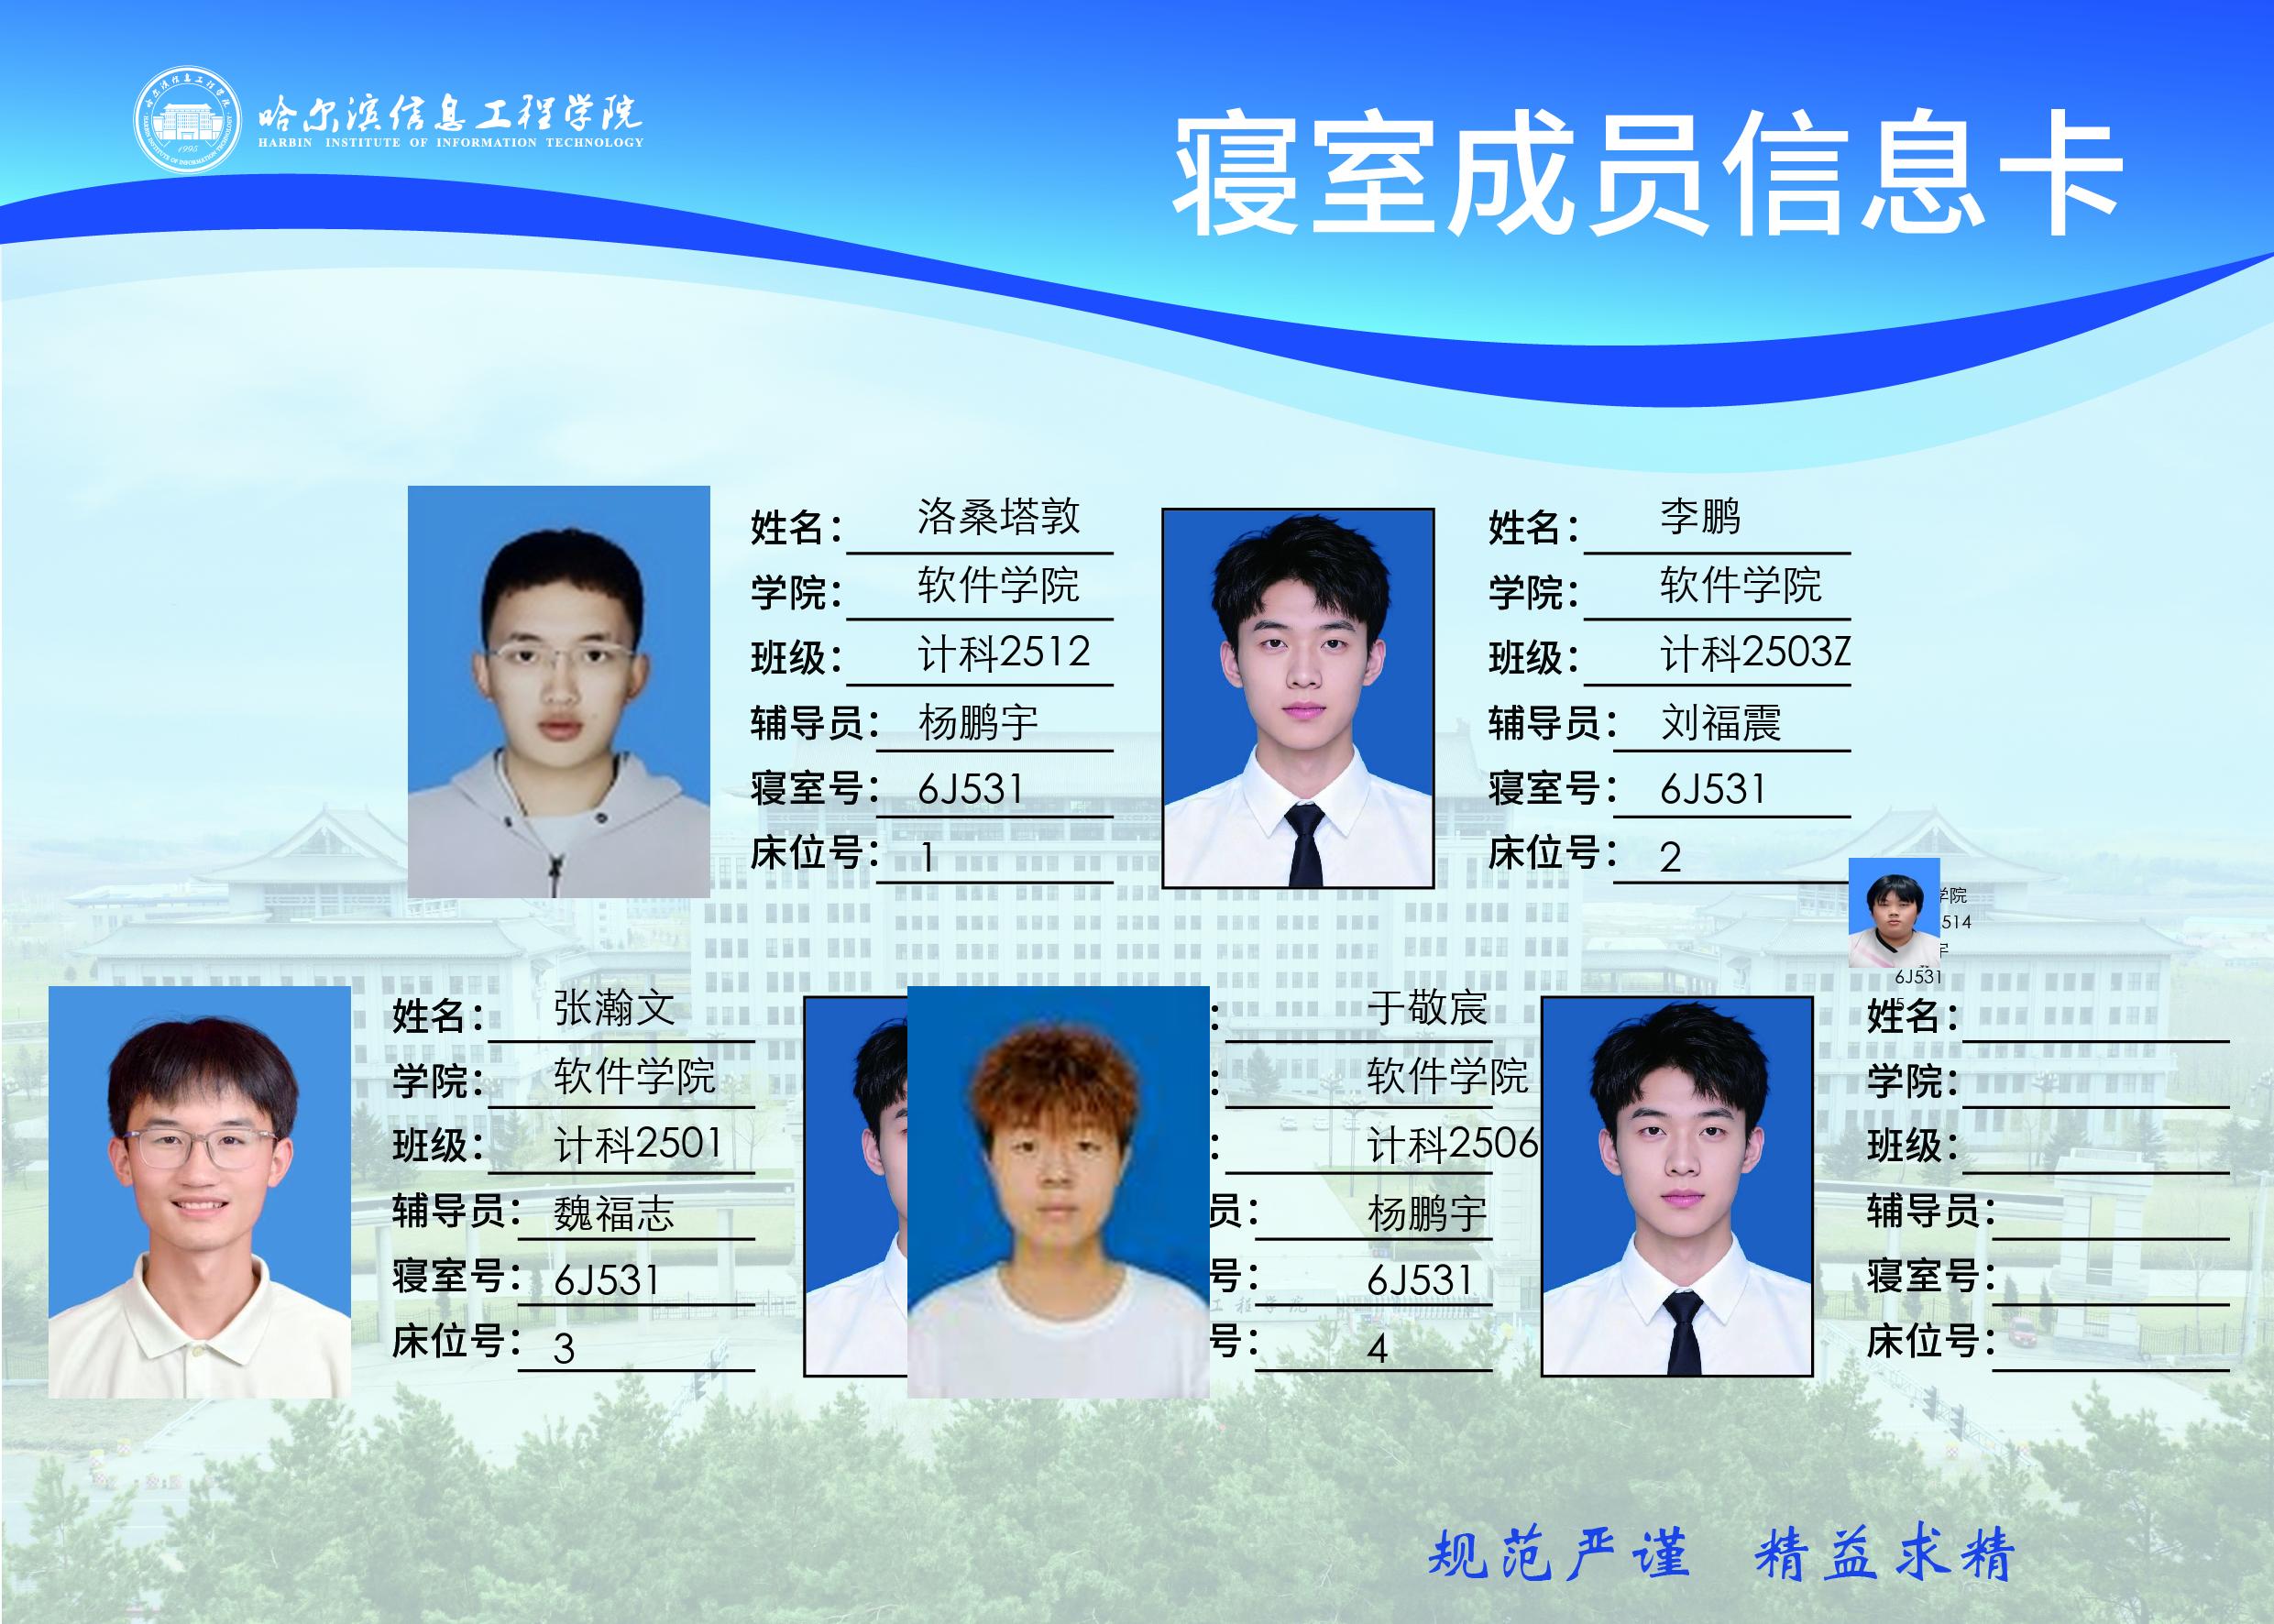 哈尔滨信息工程学院
HARBIN INSTITUTE OF INFORMATION TECHNOLOGY
1995
寝室成员信息卡
姓名： 洛桑塔敦
学院： 软件学院
班级： 计科2512
辅导员： 杨鹏宇
寝室号： 6J531
床位号： 1
姓名： 李鹏
学院： 软件学院
班级： 计科2503Z
辅导员： 刘福震
寝室号： 6J531
床位号： 2
学院
514
宇
6J531
5
姓名： 张瀚文
学院： 软件学院
班级： 计科2501
辅导员： 魏福志
寝室号： 6J531
床位号： 3
： 于敬宸
： 软件学院
： 计科2506
员： 杨鹏宇
号： 6J531
号： 4
姓名：
学院：
班级：
辅导员：
寝室号：
床位号：
规范严谨 精益求精